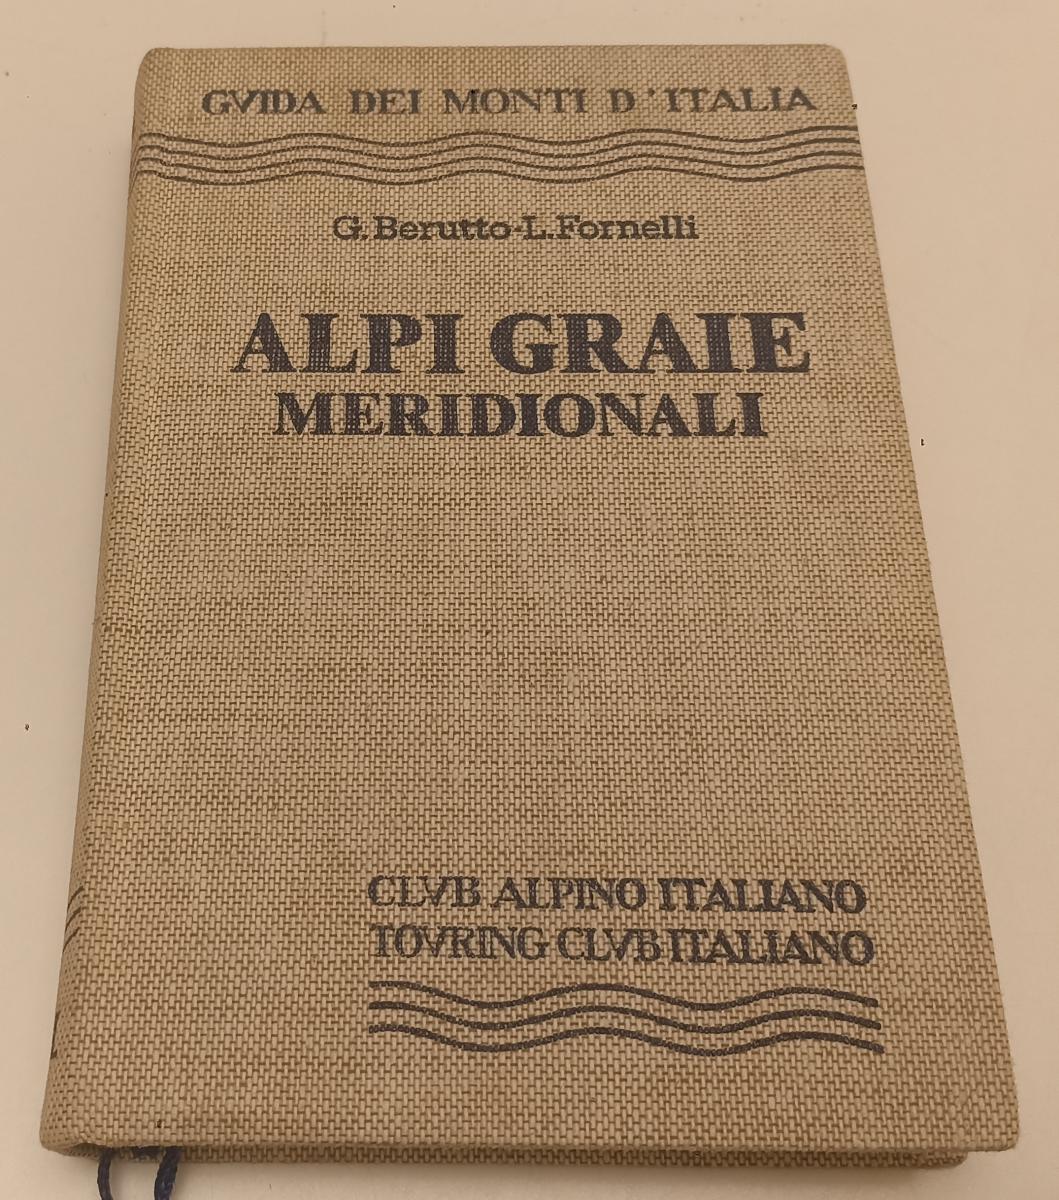 GVIDA DEI MONTI D'ITALIA
G.Berutto-L.Fornelli
ALPI GRAIE
MERIDIONALI
CLVB ALPINO ITALIANO
TOVRING CLVB ITALIANO